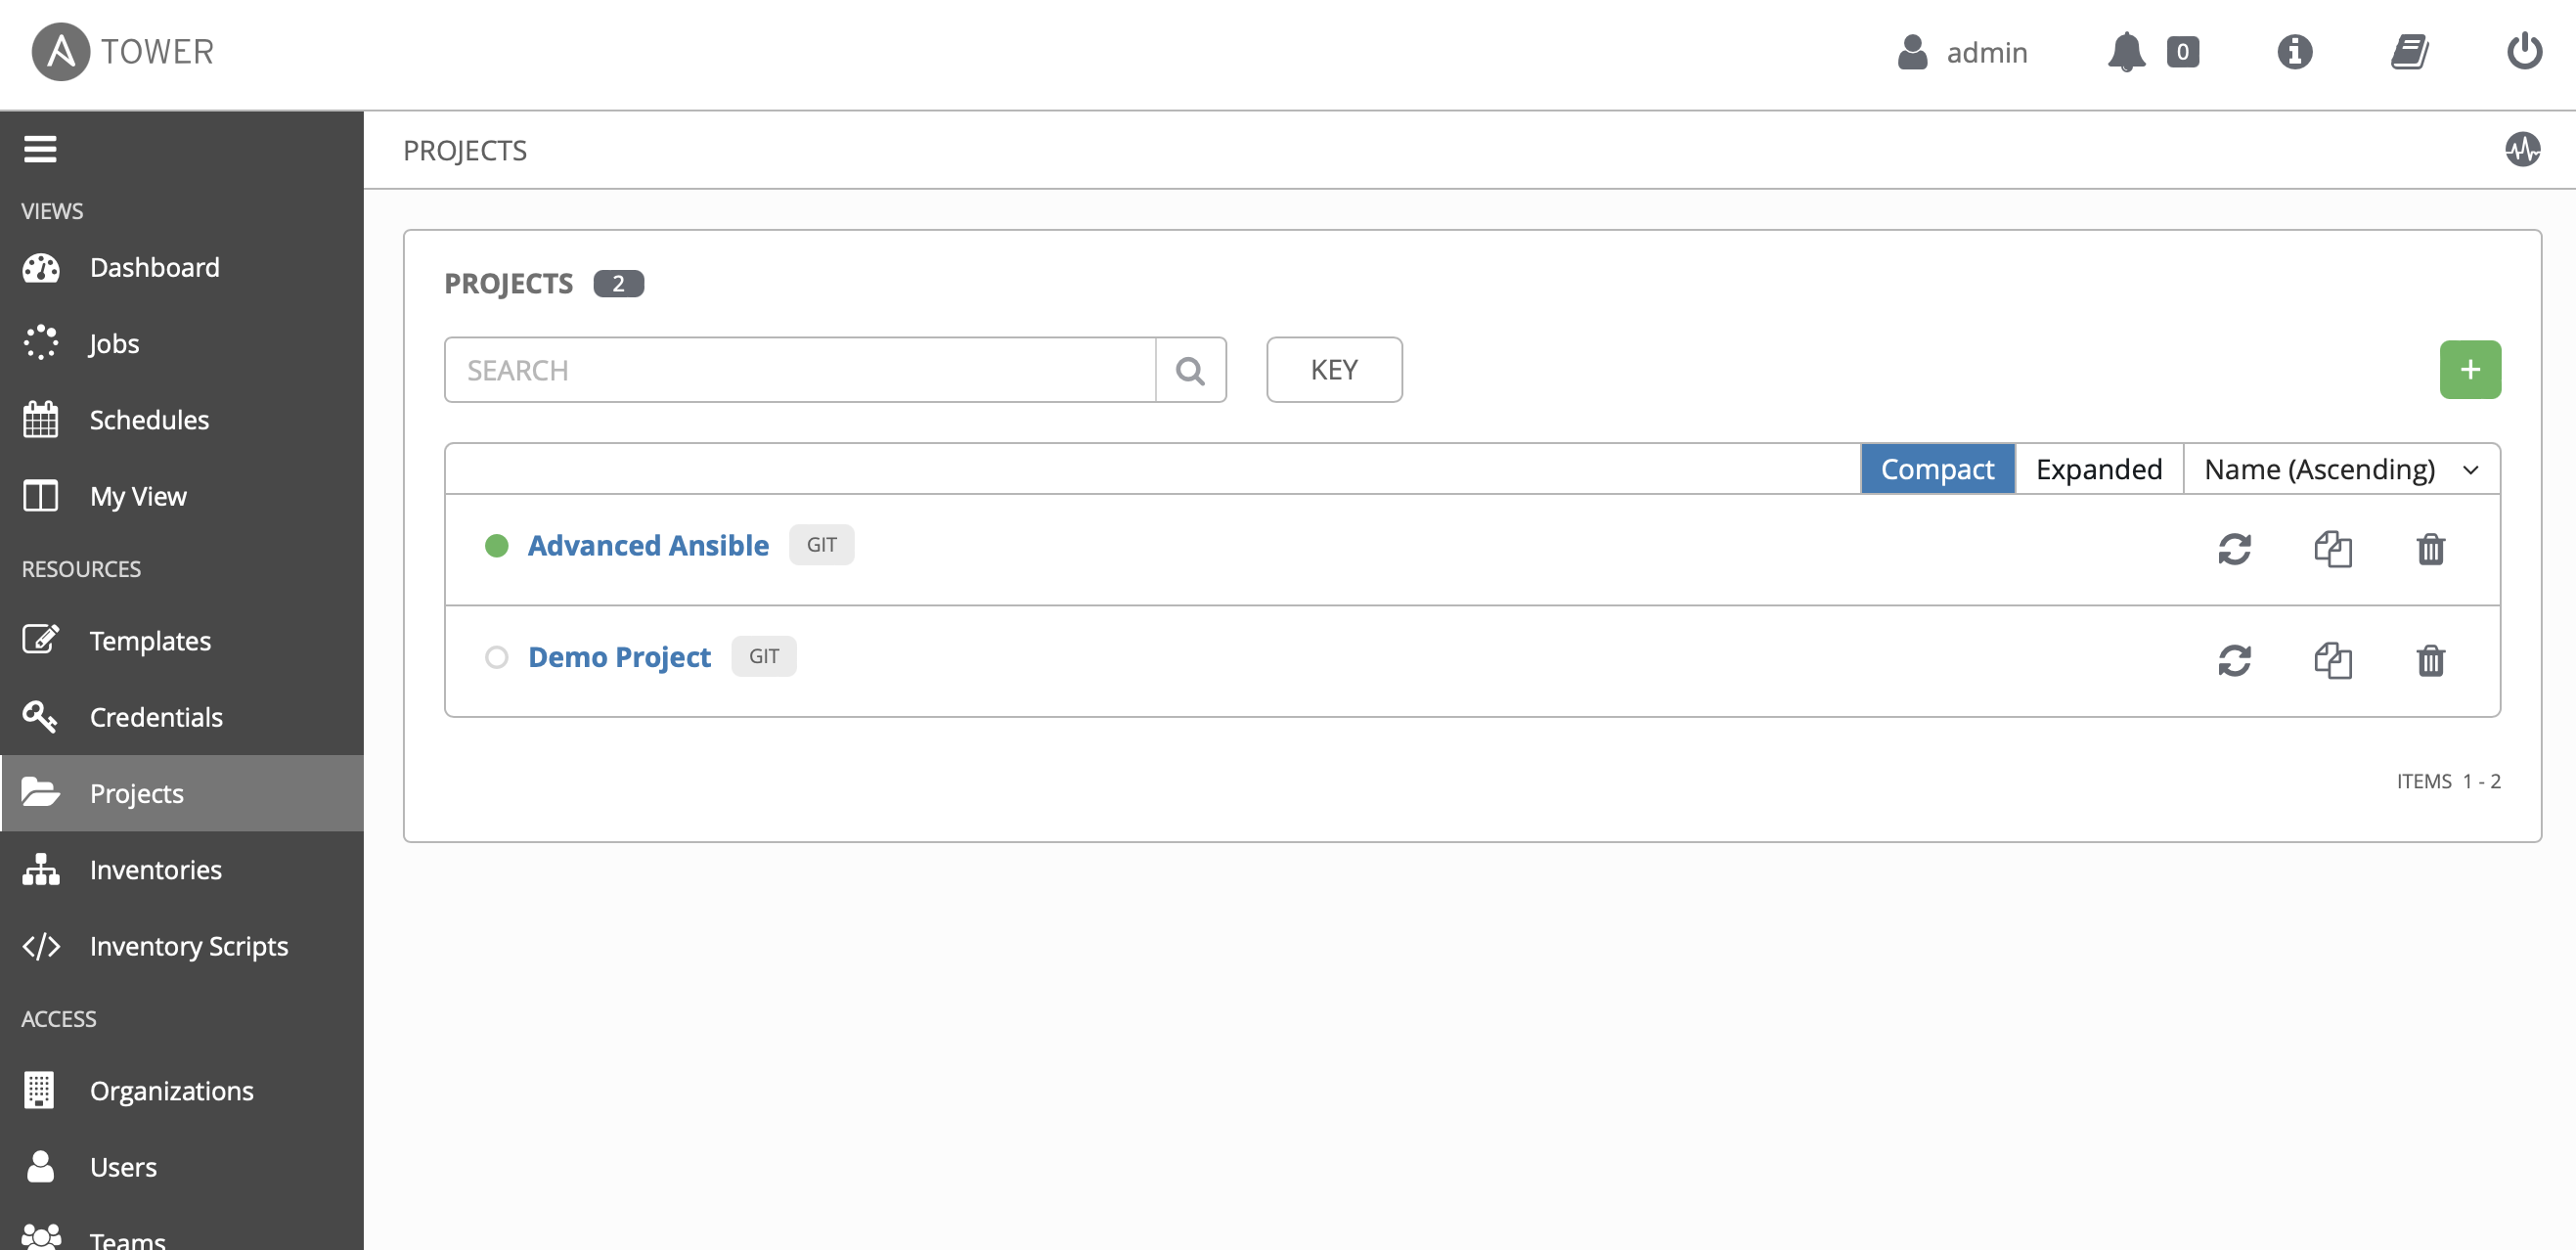 TOWER
admin
0
PROJECTS
VIEWS
Dashboard
Jobs
Schedules
My View
RESOURCES
Templates
Credentials
Projects
Inventories
Inventory Scripts
ACCESS
Organizations
Users
Teams
PROJECTS 2
SEARCH
KEY
+
Compact
Expanded
Name (Ascending)
Advanced Ansible GIT
Demo Project GIT
ITEMS 1 - 2